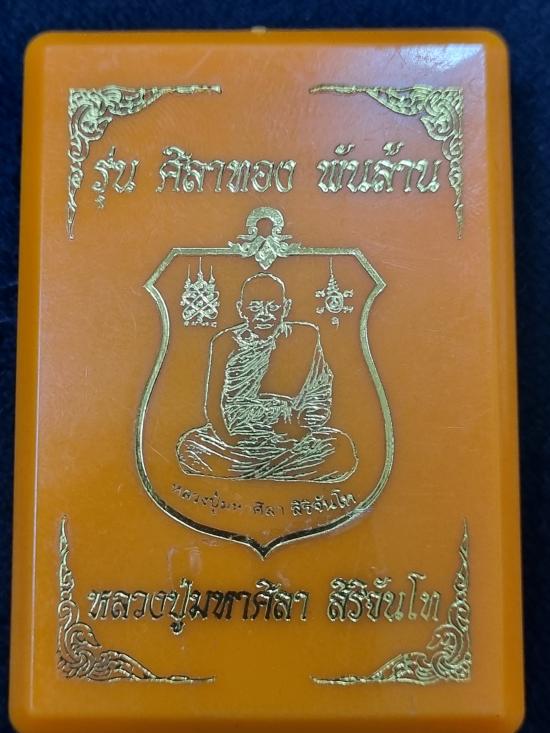 รุ่น ศิลาทอง พันล้าน
หลวงปู่มหาศิลา สิริจันโท
หลวงปู่มหาศิลา สิริจันโท